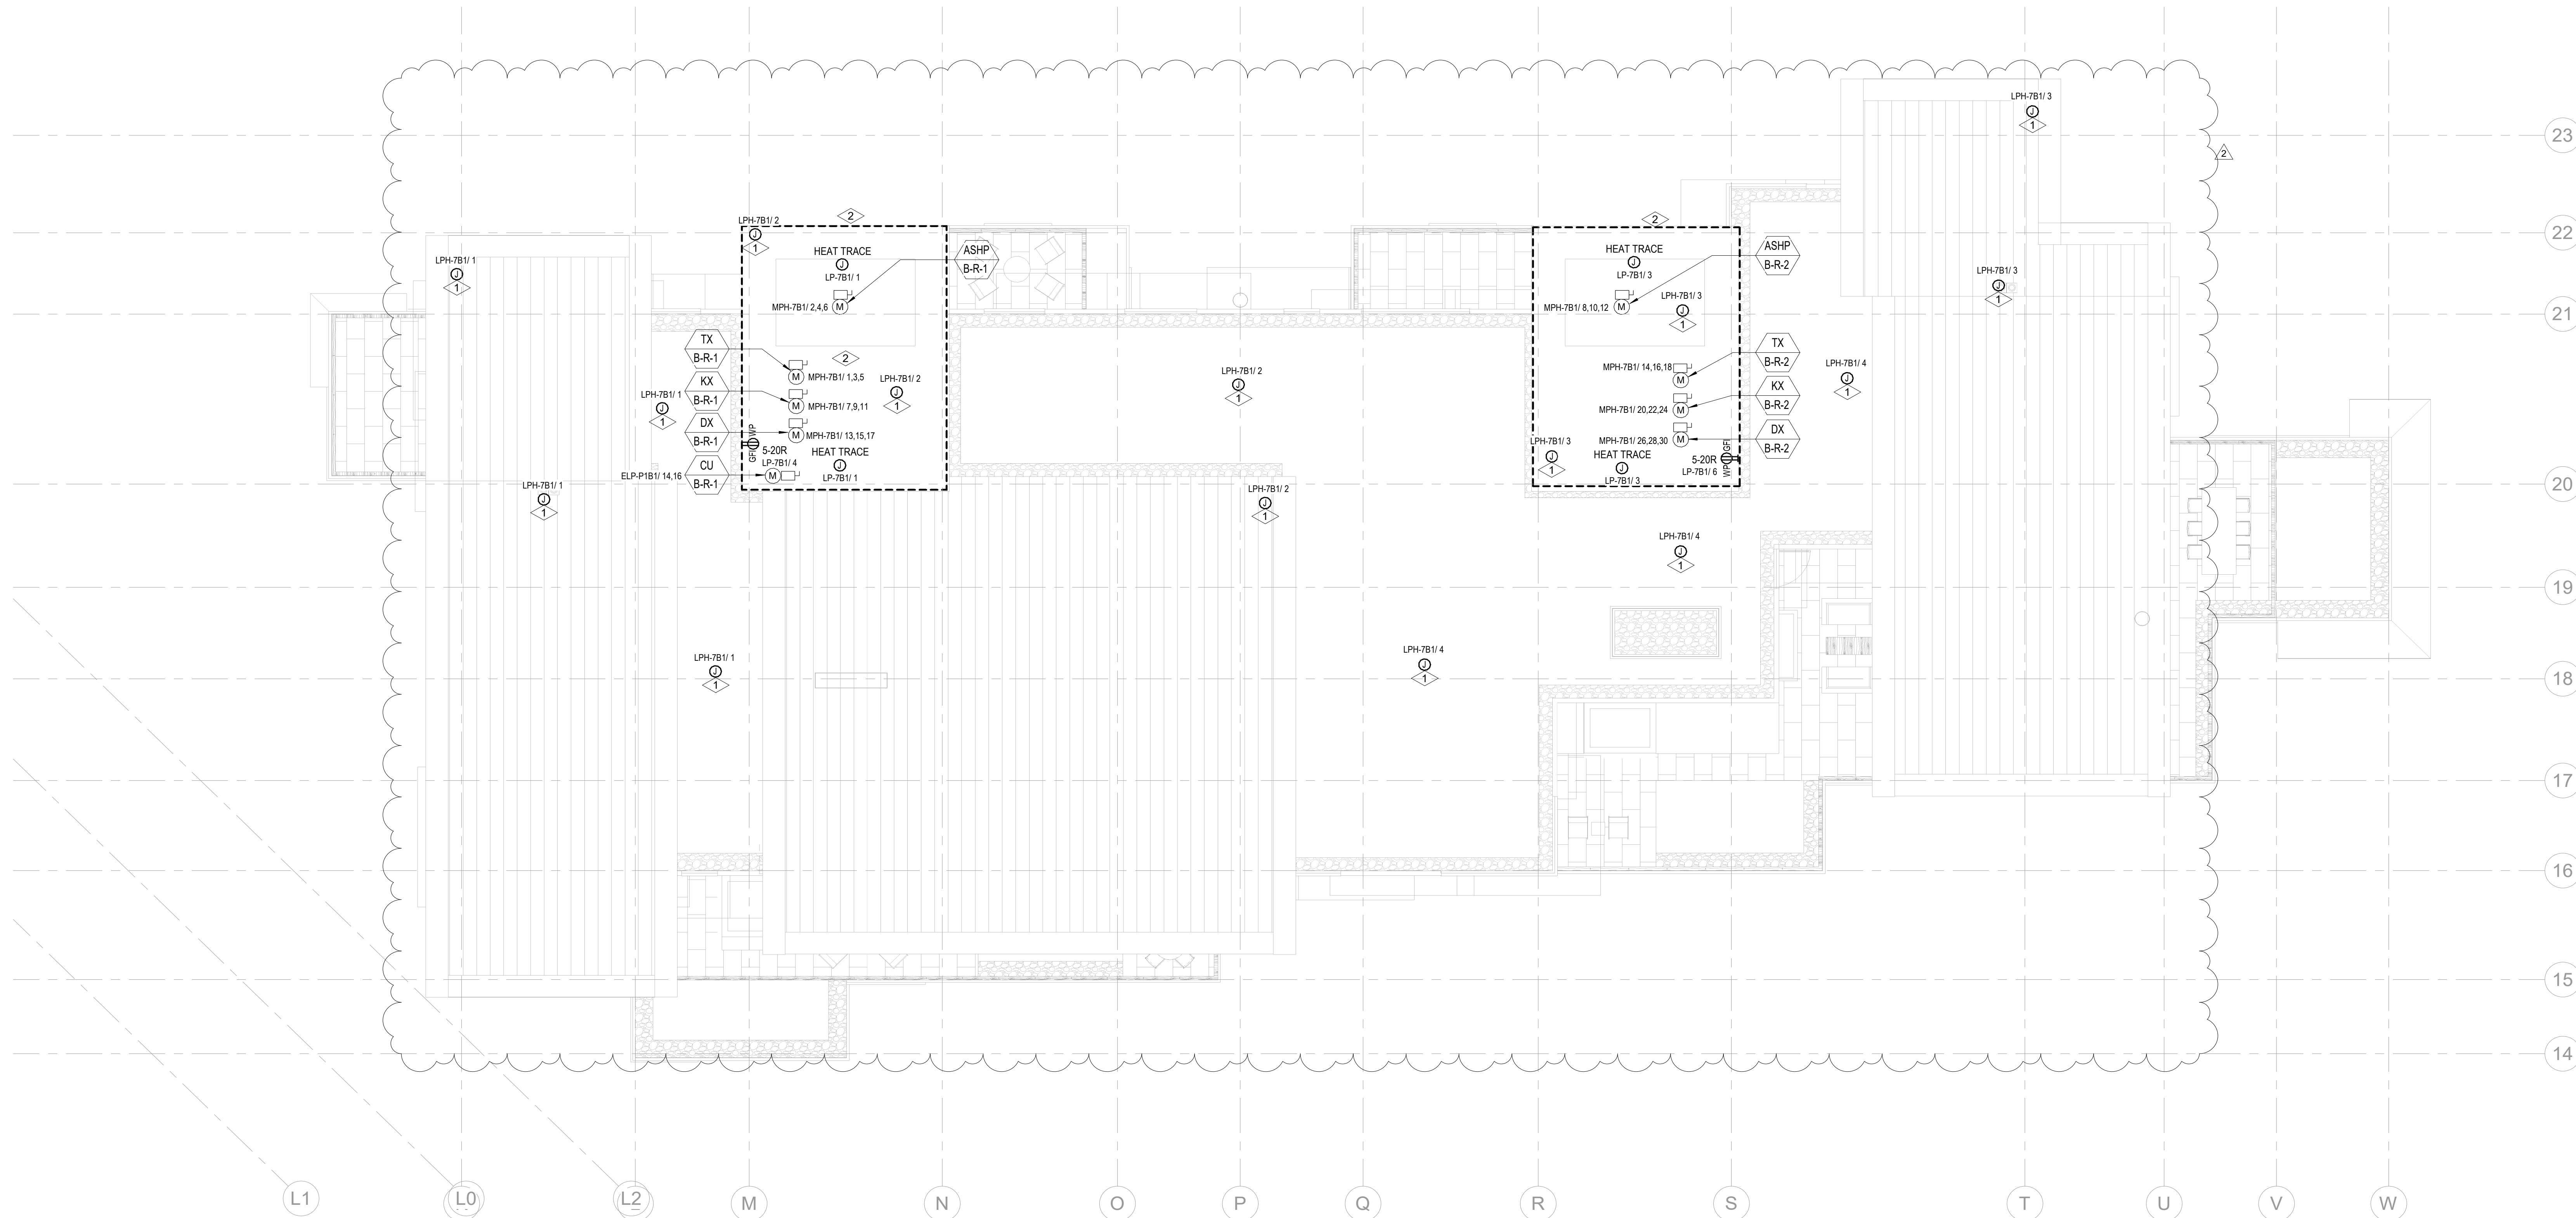 LPH-7B1/ 3
J
1
23
2
2
2
LPH-7B1/ 2
J
1
22
HEAT TRACE
J
LP-7B1/ 1
ASHP
B-R-1
HEAT TRACE
J
LP-7B1/ 3
ASHP
B-R-2
LPH-7B1/ 1
J
1
LPH-7B1/ 3
J
1
MPH-7B1/ 2,4,6
M
MPH-7B1/ 8,10,12
M
LPH-7B1/ 3
J
1
21
TX
B-R-1
M
MPH-7B1/ 1,3,5
2
KX
B-R-1
M
MPH-7B1/ 7,9,11
LPH-7B1/ 2
J
1
LPH-7B1/ 1
J
1
DX
B-R-1
M
MPH-7B1/ 13,15,17
GFI
WP
5-20R
LP-7B1/ 4
HEAT TRACE
J
LP-7B1/ 1
CU
B-R-1
ELP-P1B1/ 14,16
M
LPH-7B1/ 2
J
1
MPH-7B1/ 14,16,18
M
TX
B-R-2
LPH-7B1/ 4
J
1
MPH-7B1/ 20,22,24
M
KX
B-R-2
MPH-7B1/ 26,28,30
M
DX
B-R-2
LPH-7B1/ 3
J
1
HEAT TRACE
J
LP-7B1/ 3
5-20R
LP-7B1/ 6
WP
GFI
LPH-7B1/ 1
J
1
LPH-7B1/ 2
J
1
20
LPH-7B1/ 4
J
1
19
LPH-7B1/ 1
J
1
LPH-7B1/ 4
J
1
18
17
16
15
14
L1
L0
L2
M
N
O
P
Q
R
S
T
U
V
W